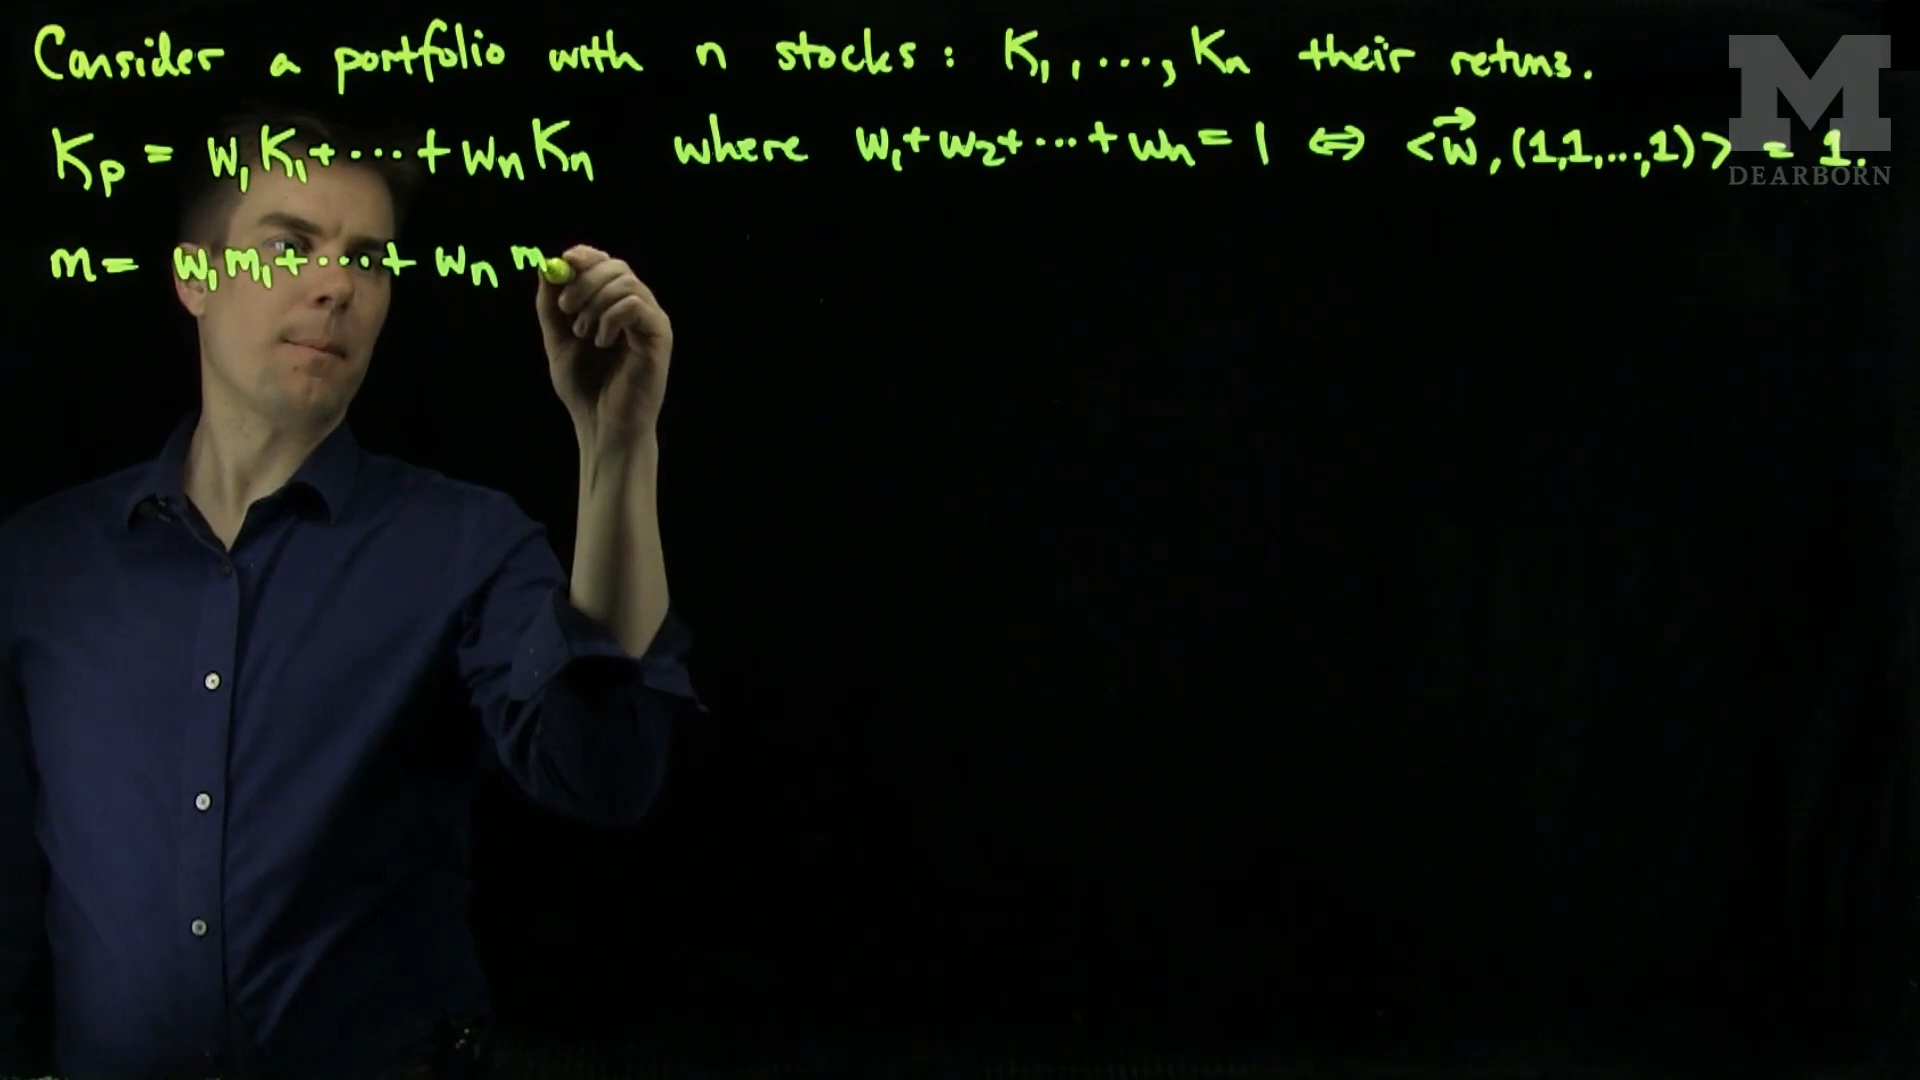 Consider a portfolio with n stocks: K₁, ..., Kₙ their returns.
Kₚ = w₁K₁ + ··· + wₙKₙ where w₁ + w₂ + ··· + wₙ = 1 ⇔ <w⃗, (1,1,...,1)> = 1.
m = w₁m₁ + ··· + wₙ m
M
DEARBORN